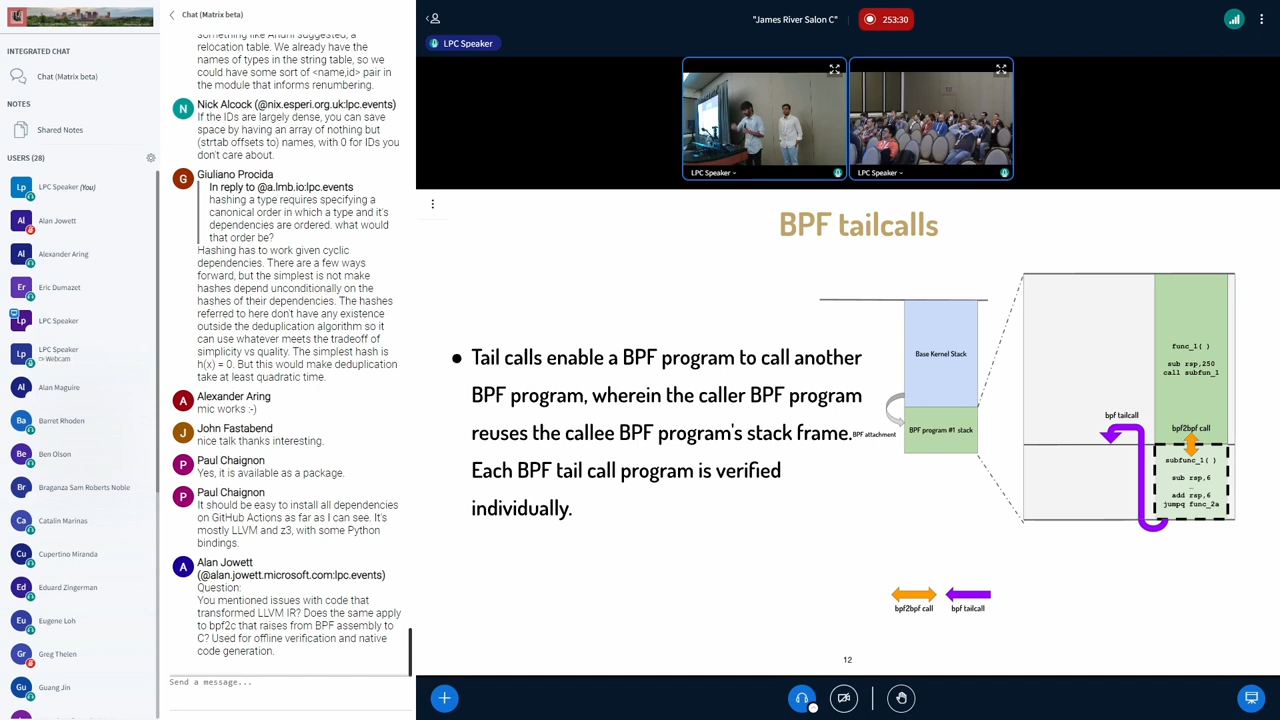 INTEGRATED CHAT
Chat (Matrix beta)
NOTES
Shared Notes
USERS (28)
Lp LPC Speaker (You)
Al Alan Jowett
Al Alexander Aring
Er Eric Dumazet
Lp LPC Speaker
Lp LPC Speaker
Webcam
Al Alan Maguire
Ba Barret Rhoden
Be Ben Olson
Br Braganza Sam Roberts Noble
Ca Catalin Marinas
Cu Cupertino Miranda
Ed Eduard Zingerman
Eu Eugene Loh
Gr Greg Thelen
Gu Guang Jin
Chat (Matrix beta)
something like Andrii suggested, a
relocation table. We already have the
names of types in the string table, so we
could have some sort of <name,id> pair in
the module that informs renumbering.
N Nick Alcock (@nix.esperi.org.uk:lpc.events)
If the IDs are largely dense, you can save
space by having an array of nothing but
(strtab offsets to) names, with 0 for IDs you
don't care about.
G Giuliano Procida
In reply to @a.lmb.io:lpc.events
hashing a type requires specifying a
canonical order in which a type and it's
dependencies are ordered. what would
that order be?
Hashing has to work given cyclic
dependencies. There are a few ways
forward, but the simplest is not make
hashes depend unconditionally on the
hashes of their dependencies. The hashes
referred to here don't have any existence
outside the deduplication algorithm so it
can use whatever meets the tradeoff of
simplicity vs quality. The simplest hash is
h(x) = 0. But this would make deduplication
take at least quadratic time.
A Alexander Aring
mic works :-)
J John Fastabend
nice talk thanks interesting.
P Paul Chaignon
Yes, it is available as a package.
P Paul Chaignon
It should be easy to install all dependencies
on GitHub Actions as far as I can see. It's
mostly LLVM and z3, with some Python
bindings.
A Alan Jowett
(@alan.jowett.microsoft.com:lpc.events)
Question:
You mentioned issues with code that
transformed LLVM IR? Does the same apply
to bpf2c that raises from BPF assembly to
C? Used for offline verification and native
code generation.
Send a message...
"James River Salon C"
253:30
LPC Speaker
LPC Speaker
LPC Speaker
BPF tailcalls
• Tail calls enable a BPF program to call another
BPF program, wherein the caller BPF program
reuses the callee BPF program's stack frame.
Each BPF tail call program is verified
individually.
Base Kernel Stack
BPF program #1 stack
BPF attachment
func_1( )
sub rsp,250
call subfun_1
bpf tailcall
bpf2bpf call
subfunc_1( )
sub rsp,6
...
add rsp,6
jumpq func_2a
bpf2bpf call
bpf tailcall
12